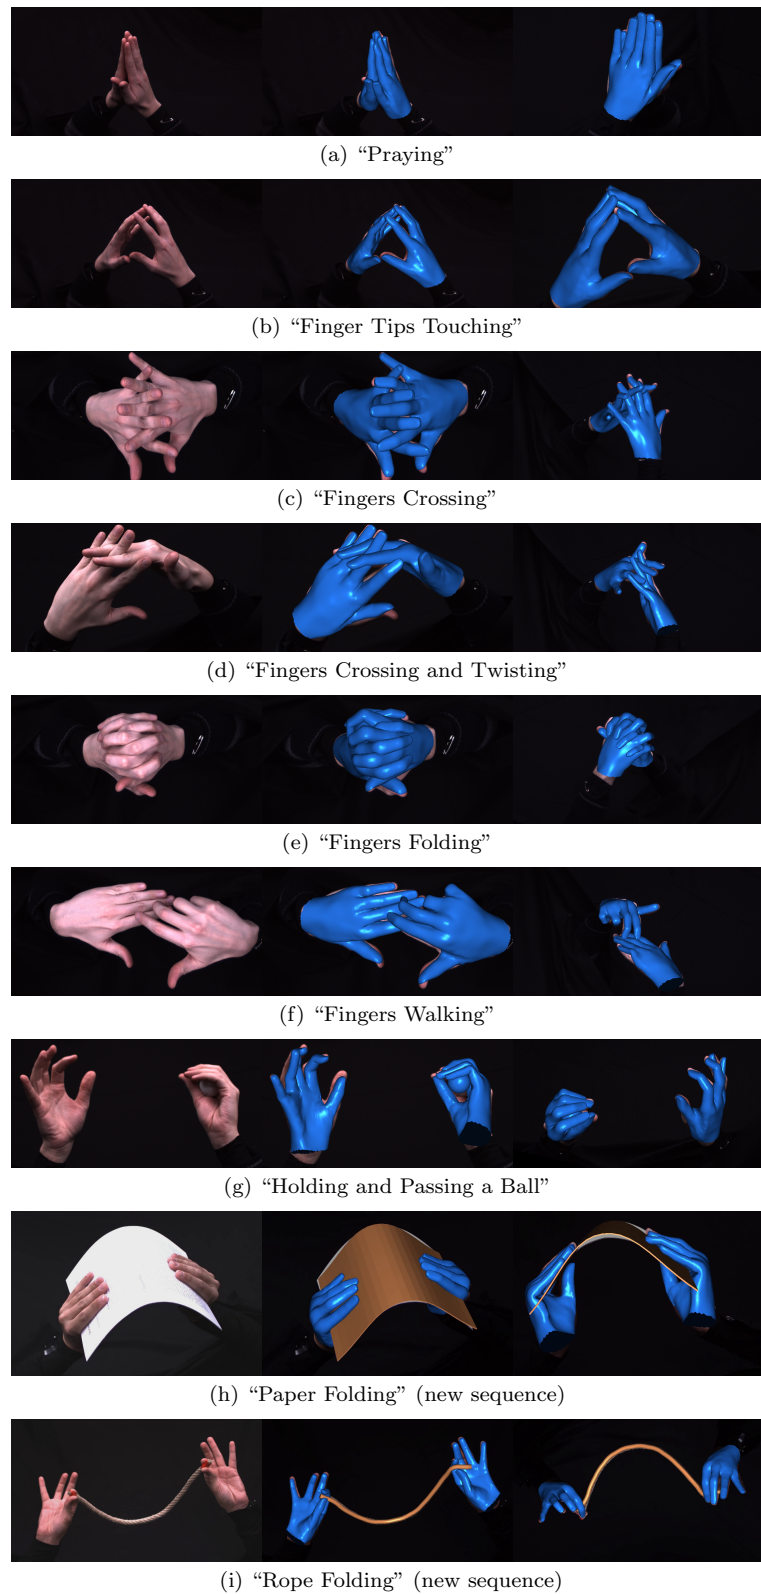 (a) “Praying”
(b) “Finger Tips Touching”
(c) “Fingers Crossing”
(d) “Fingers Crossing and Twisting”
(e) “Fingers Folding”
(f) “Fingers Walking”
(g) “Holding and Passing a Ball”
(h) “Paper Folding” (new sequence)
(i) “Rope Folding” (new sequence)